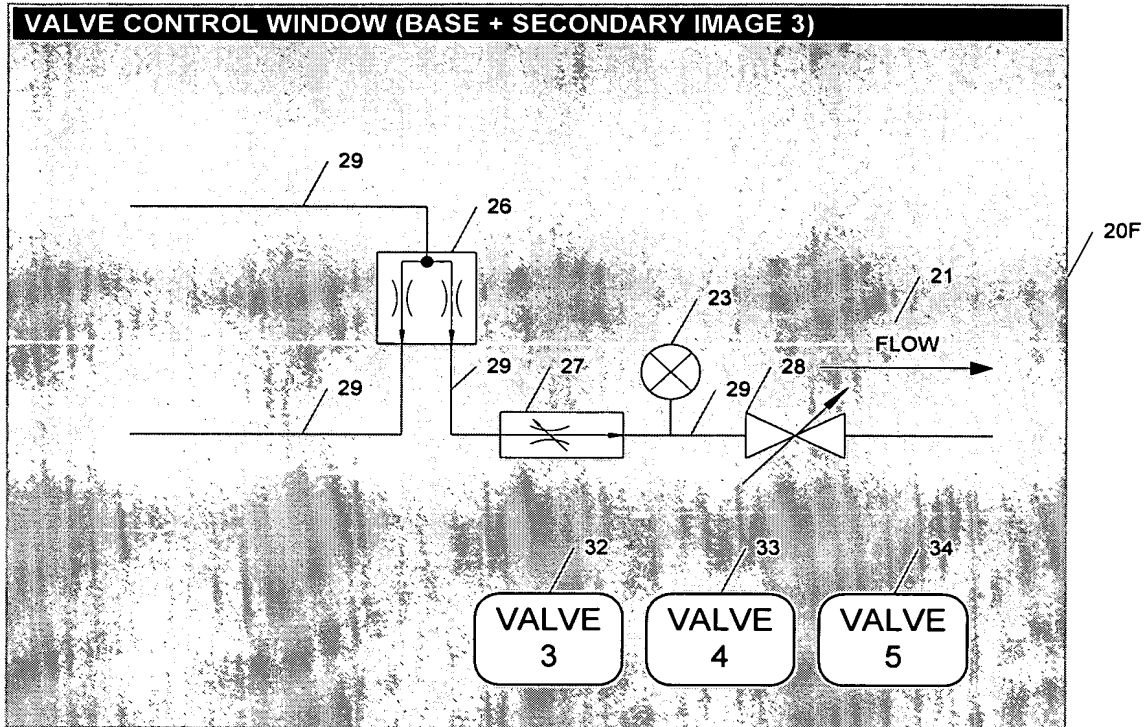 VALVE CONTROL WINDOW (BASE + SECONDARY IMAGE 3)
29
26
20F
23
21
FLOW
29
29
27
29
28
32
33
34
VALVE
3
VALVE
4
VALVE
5